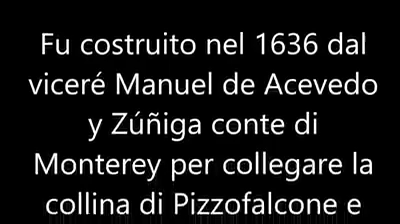 Fu costruito nel 1636 dal
viceré Manuel de Acevedo
y Zúñiga conte di
Monterey per collegare la
collina di Pizzofalcone e